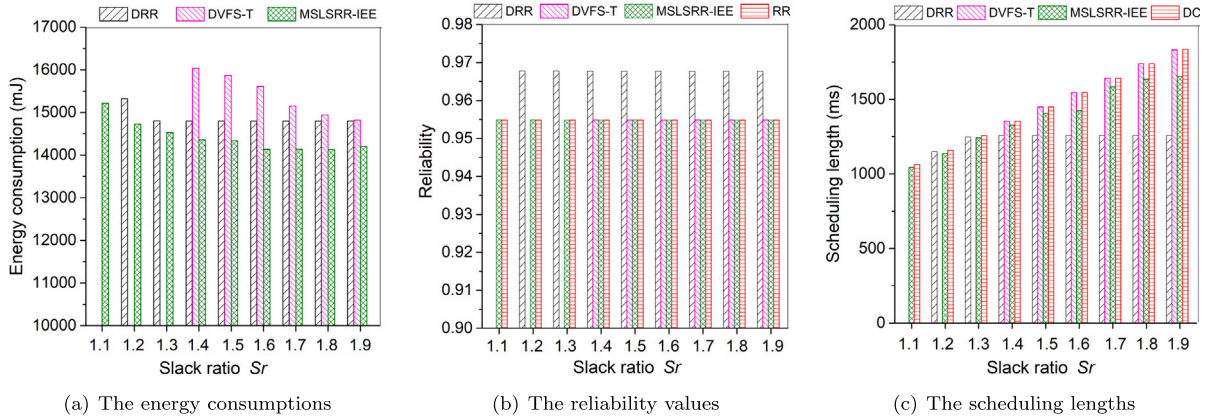 DRR DVFS-T MSLSRR-IEE
17000
16000
15000
14000
13000
12000
11000
10000
Energy consumption (mJ)
1.1 1.2 1.3 1.4 1.5 1.6 1.7 1.8 1.9
Slack ratio Sr
(a) The energy consumptions
DRR DVFS-T MSLSRR-IEE RR
0.98
0.97
0.96
0.95
0.94
0.93
0.92
0.91
0.90
Reliability
1.1 1.2 1.3 1.4 1.5 1.6 1.7 1.8 1.9
Slack ratio Sr
(b) The reliability values
DRR DVFS-T MSLSRR-IEE DC
2000
1500
1000
500
0
Scheduling length (ms)
1.1 1.2 1.3 1.4 1.5 1.6 1.7 1.8 1.9
Slack ratio Sr
(c) The scheduling lengths